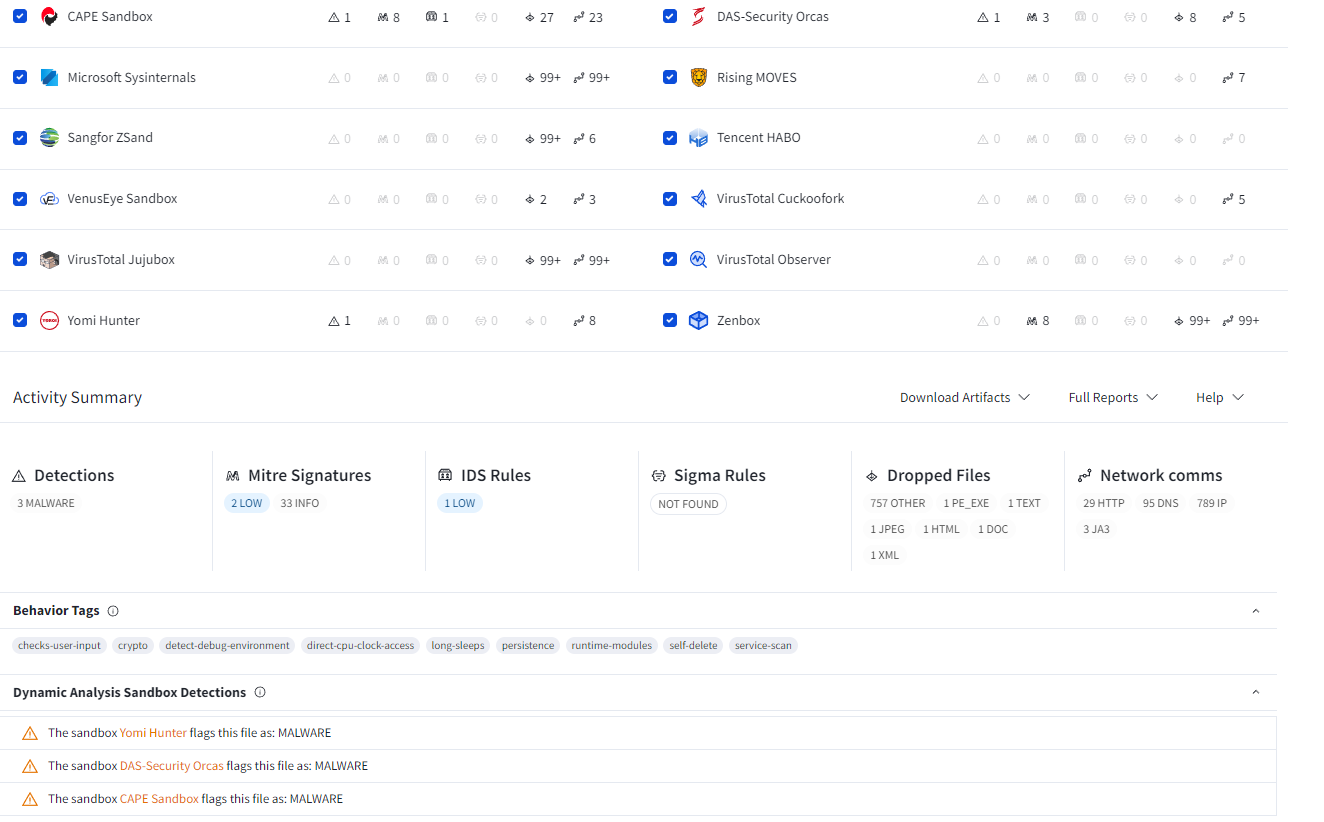 CAPE Sandbox 1 8 1 0 27 23 DAS-Security Orcas 1 3 0 0 8 5
Microsoft Sysinternals 0 0 0 0 99+ 99+ Rising MOVES 0 0 0 0 0 7
Sangfor ZSand 0 0 0 0 99+ 6 Tencent HABO 0 0 0 0 0 0
VenusEye Sandbox 0 0 0 0 2 3 VirusTotal Cuckoofork 0 0 0 0 0 5
VirusTotal Jujubox 0 0 0 0 99+ 99+ VirusTotal Observer 0 0 0 0 0 0
YOROI Yomi Hunter 1 0 0 0 0 8 Zenbox 0 8 0 0 99+ 99+
Activity Summary Download Artifacts Full Reports Help
Detections Mitre Signatures IDS Rules Sigma Rules Dropped Files Network comms
3 MALWARE 2 LOW 33 INFO 1 LOW NOT FOUND 757 OTHER 1 PE_EXE 1 TEXT 29 HTTP 95 DNS 789 IP
1 JPEG 1 HTML 1 DOC 3 JA3
1 XML
Behavior Tags
checks-user-input crypto detect-debug-environment direct-cpu-clock-access long-sleeps persistence runtime-modules self-delete service-scan
Dynamic Analysis Sandbox Detections
The sandbox Yomi Hunter flags this file as: MALWARE
The sandbox DAS-Security Orcas flags this file as: MALWARE
The sandbox CAPE Sandbox flags this file as: MALWARE